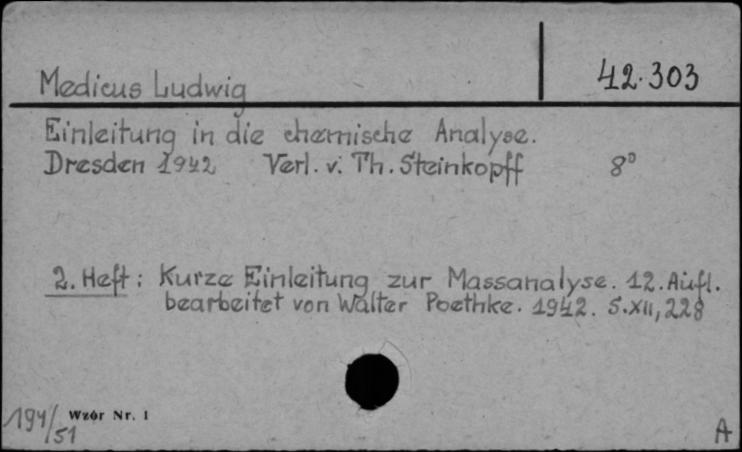 Medicus Ludwig
42.303
Einleitung in die chemische Analyse.
Dresden 1942 Verl. v. Th. Steinkopff 8°
2. Heft: Kurze Einleitung zur Massanalyse. 12. Aufl.
bearbeitet von Walter Poethke. 1942. S.XII, 228
194/51
Wzór Nr. 1
A